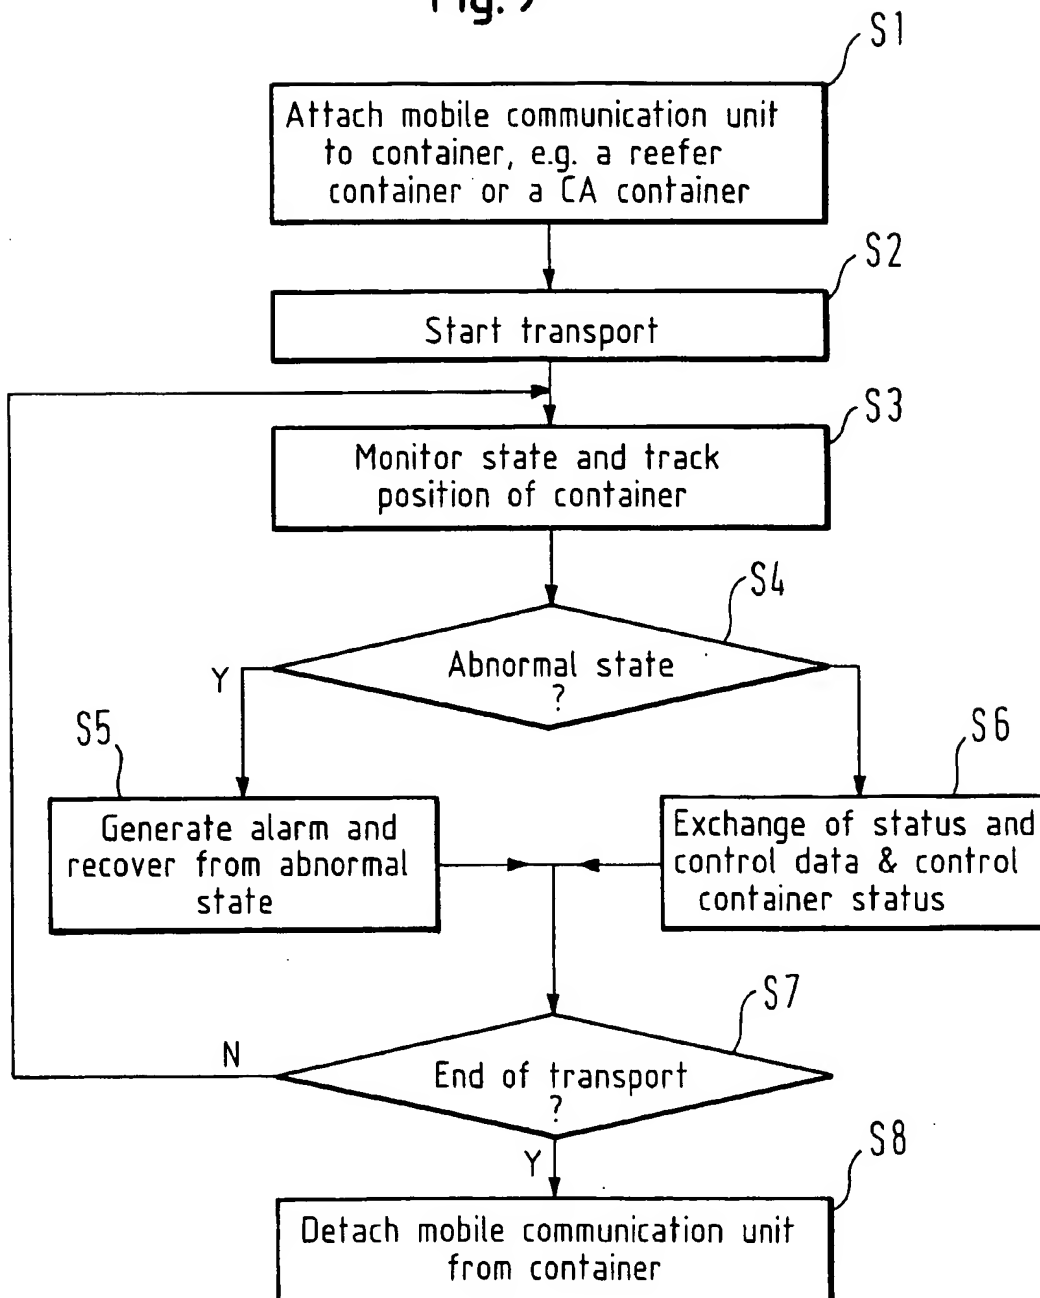 S1
Attach mobile communication unit
to container, e.g. a reefer
container or a CA container
S2
Start transport
S3
Monitor state and track
position of container
S4
Abnormal state
?
Y
S5
Generate alarm and
recover from abnormal
state
S6
Exchange of status and
control data & control
container status
S7
End of transport
?
N
Y
S8
Detach mobile communication unit
from container